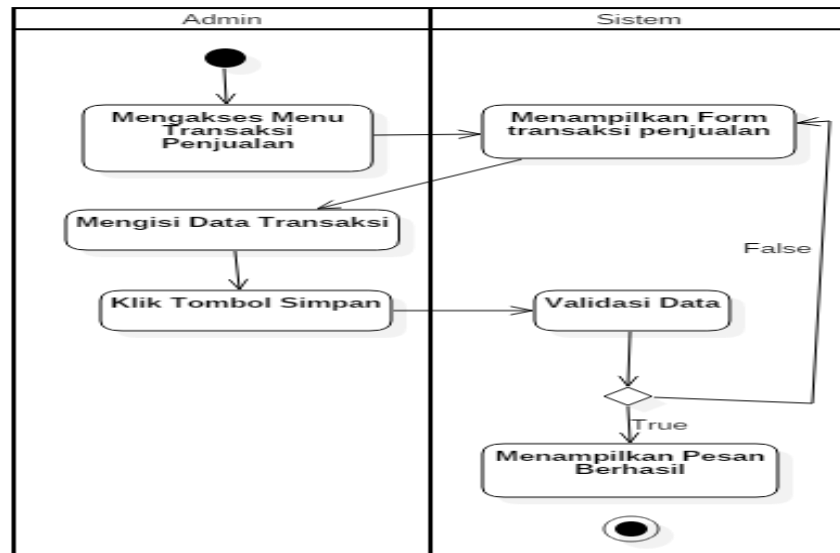 Admin
Sistem
Mengakses Menu
Transaksi
Penjualan
Menampilkan Form
transaksi penjualan
Mengisi Data Transaksi
Klik Tombol Simpan
Validasi Data
False
True
Menampilkan Pesan
Berhasil